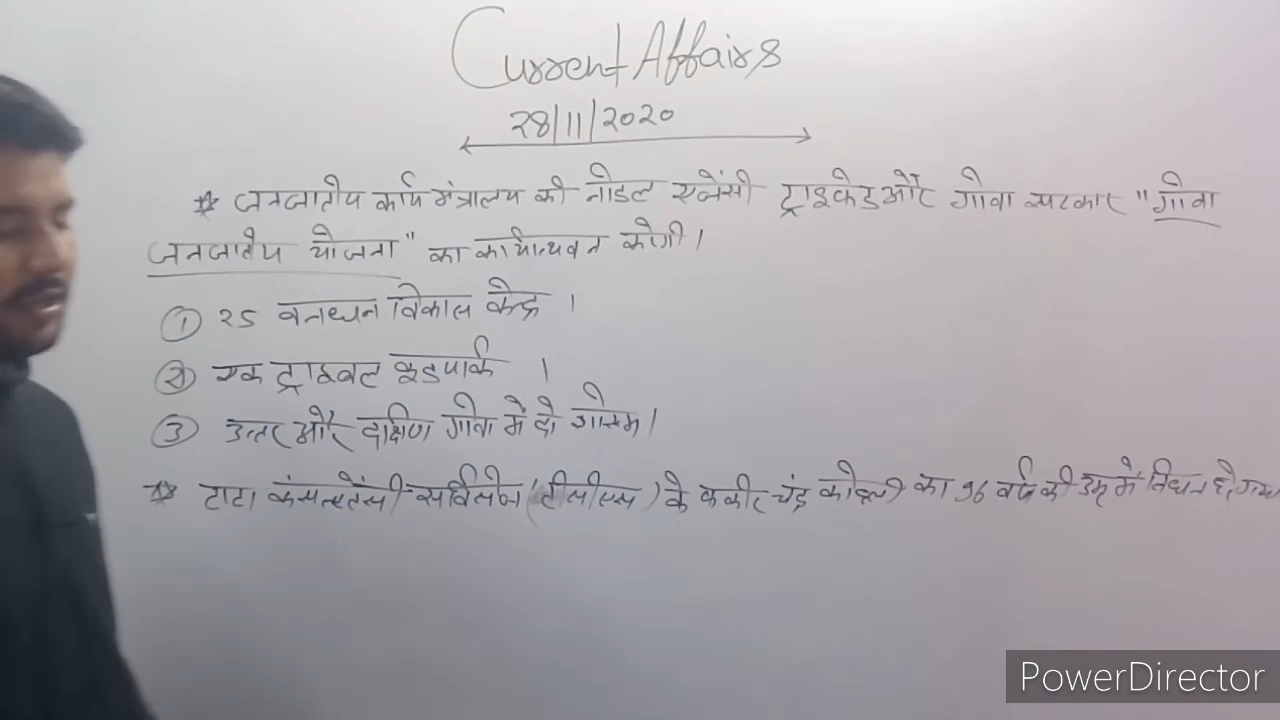 Current Affairs
28/11/2020
☆ जनजातीय कार्य मंत्रालय की नोडल एजेंसी ट्राइफेड और गोवा सरकार "गोवा
जनजातीय योजना" का कार्यान्वयन करेगी।
① 25 वनधन विकास केन्द्र ।
② एक ट्राइबल फूडपार्क ।
③ उत्तर और दक्षिण गोवा में दो शोरूम।
☆ टाटा कंसल्टेंसी सर्विसेज (टीसीएस) के फकीर चंद्र कोहली का 96 वर्ष की उम्र में निधन हो गया
PowerDirector